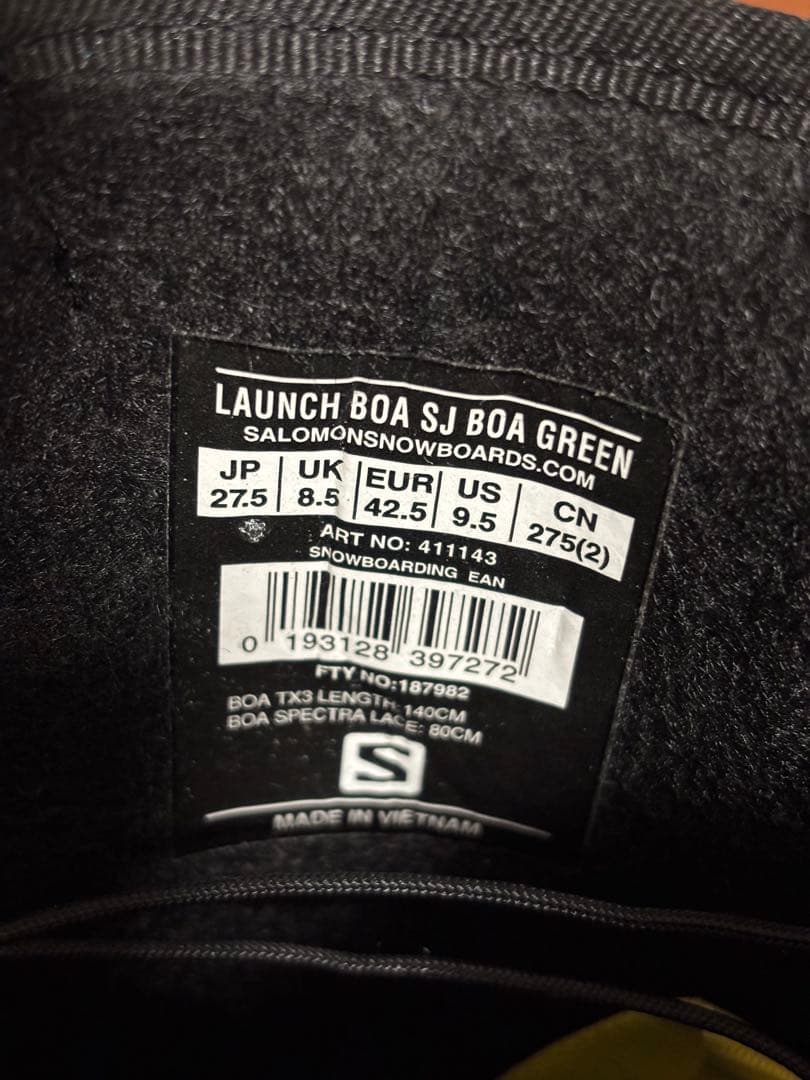 LAUNCH BOA SJ BOA GREEN
SALOMONSNOWBOARDS.COM
JP UK EUR US CN
27.5 8.5 42.5 9.5 275(2)
ART NO: 411143
SNOWBOARDING EAN
0 193128 397272
FTY NO:187982
BOA TX3 LENGTH: 140CM
BOA SPECTRA LACE: 80CM
S
MADE IN VIETNAM